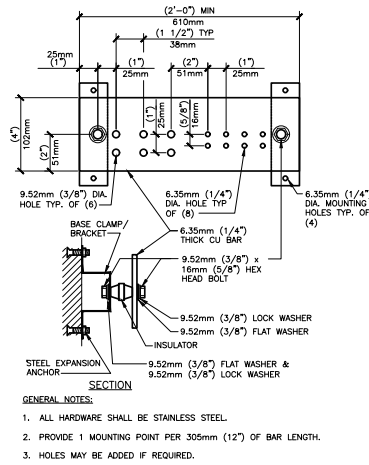 (2'-0") MIN
610mm
(1 1/2") TYP
38mm
25mm
(1")
(1")
25mm
(2")
51mm
(1")
25mm
(4")
102mm
(2")
51mm
(1")
25mm
(5/8")
16mm
9.52mm (3/8") DIA.
HOLE TYP. OF (6)
6.35mm (1/4")
DIA. HOLE TYP
OF (8)
6.35mm (1/4")
DIA. MOUNTING
HOLES TYP. OF
(4)
BASE CLAMP/
BRACKET
6.35mm (1/4")
THICK CU BAR
9.52mm (3/8") x
16mm (5/8") HEX
HEAD BOLT
9.52mm (3/8") LOCK WASHER
9.52mm (3/8") FLAT WASHER
INSULATOR
STEEL EXPANSION
ANCHOR
9.52mm (3/8") FLAT WASHER &
9.52mm (3/8") LOCK WASHER
SECTION
GENERAL NOTES:
1. ALL HARDWARE SHALL BE STAINLESS STEEL.
2. PROVIDE 1 MOUNTING POINT PER 305mm (12") OF BAR LENGTH.
3. HOLES MAY BE ADDED IF REQUIRED.